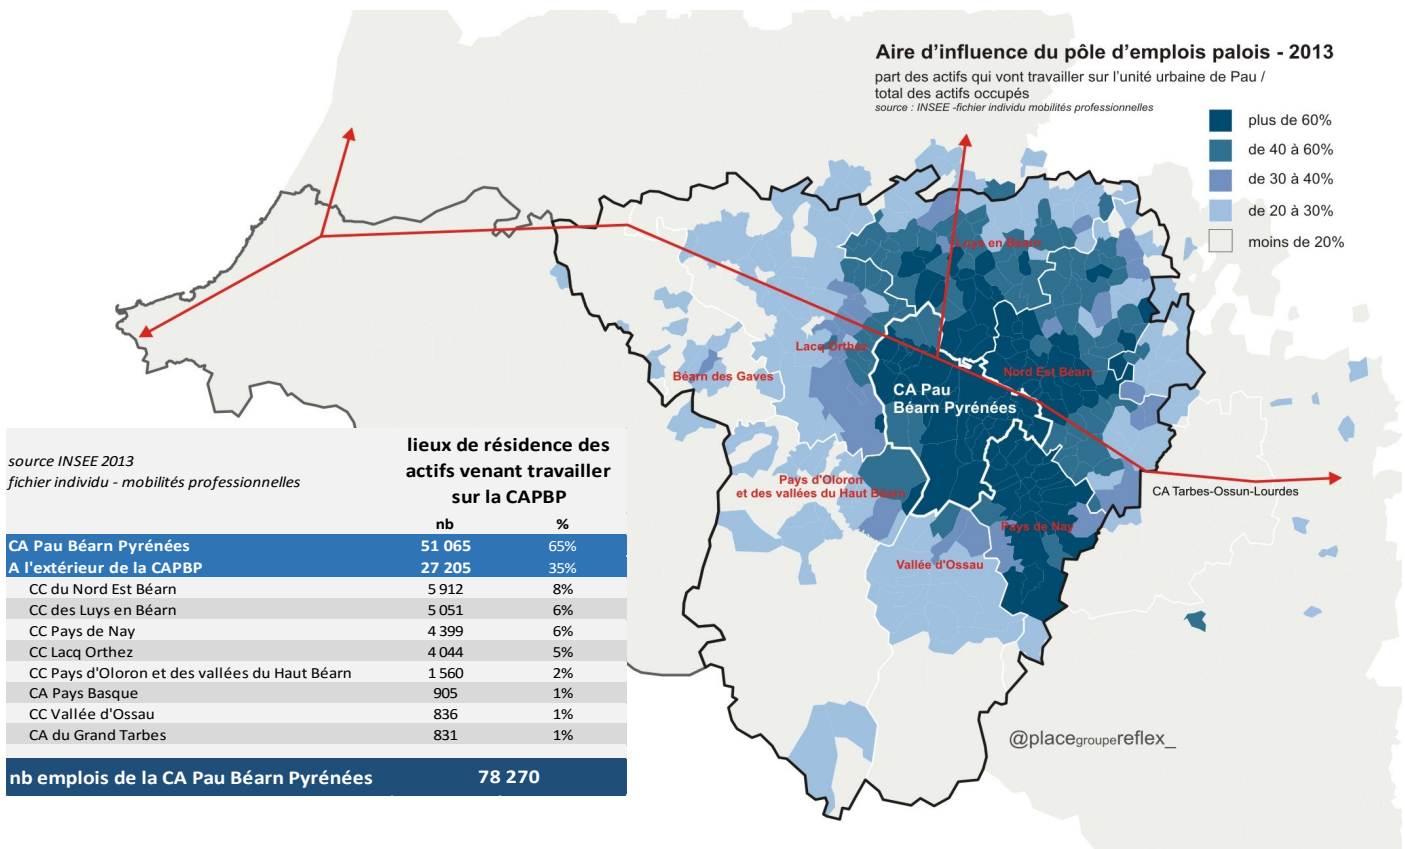 Aire d'influence du pôle d'emplois palois - 2013
part des actifs qui vont travailler sur l'unité urbaine de Pau /
total des actifs occupés
source : INSEE -fichier individu mobilités professionnelles
plus de 60%
de 40 à 60%
de 30 à 40%
de 20 à 30%
moins de 20%
Luys en Béarn
Lacq Orthez
Béarn des Gaves
Nord Est Béarn
CA Pau
Béarn Pyrénées
Pays d'Oloron
et des vallées du Haut Béarn
CA Tarbes-Ossun-Lourdes
Pays de Nay
Vallée d'Ossau
@placegroupereflex_
source INSEE 2013
fichier individu - mobilités professionnelles
lieux de résidence des
actifs venant travailler
sur la CAPBP
nb %
CA Pau Béarn Pyrénées 51 065 65%
A l'extérieur de la CAPBP 27 205 35%
CC du Nord Est Béarn 5 912 8%
CC des Luys en Béarn 5 051 6%
CC Pays de Nay 4 399 6%
CC Lacq Orthez 4 044 5%
CC Pays d'Oloron et des vallées du Haut Béarn 1 560 2%
CA Pays Basque 905 1%
CC Vallée d'Ossau 836 1%
CA du Grand Tarbes 831 1%
nb emplois de la CA Pau Béarn Pyrénées 78 270